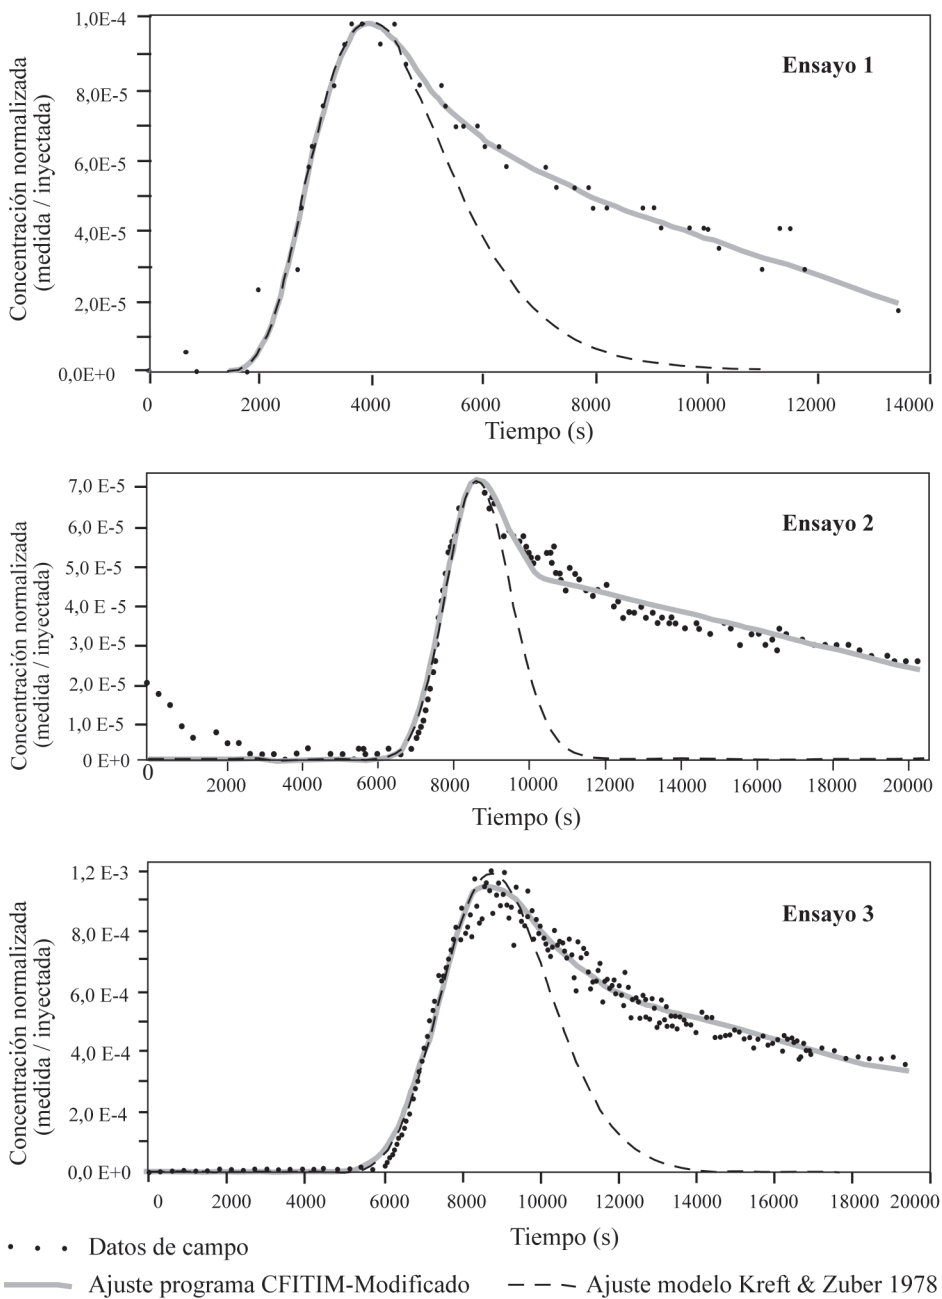 Ensayo 1
Concentración normalizada
(medida / inyectada)
1,0E-4
8,0E-5
6,0E-5
4,0E-5
2,0E-5
0,0E+0
0 2000 4000 6000 8000 10000 12000 14000
Tiempo (s)
Ensayo 2
Concentración normalizada
(medida / inyectada)
7,0 E-5
6,0 E-5
5,0 E-5
4,0 E-5
3,0 E-5
2,0 E-5
1,0 E-5
0 E+0
0 2000 4000 6000 8000 10000 12000 14000 16000 18000 20000
Tiempo (s)
Ensayo 3
Concentración normalizada
(medida / inyectada)
1,2 E-3
8,0 E-4
6,0 E-4
4,0 E-4
2,0 E-4
0,0 E+0
0 2000 4000 6000 8000 10000 12000 14000 16000 18000 20000
Tiempo (s)
Datos de campo
Ajuste programa CFITIM-Modificado
Ajuste modelo Kreft & Zuber 1978